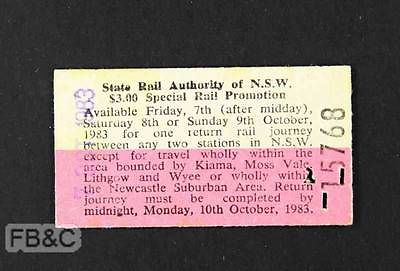 State Rail Authority of N.S.W.
$3.00 Special Rail Promotion
Available Friday, 7th (after midday),
Saturday 8th or Sunday 9th October,
1983 for one return rail journey
between any two stations in N.S.W.
except for travel wholly within the
area bounded by Kiama, Moss Vale,
Lithgow and Wyee or wholly within
the Newcastle Suburban Area. Return
journey must be completed by
midnight, Monday, 10th October, 1983.
15768
1983
FB&C